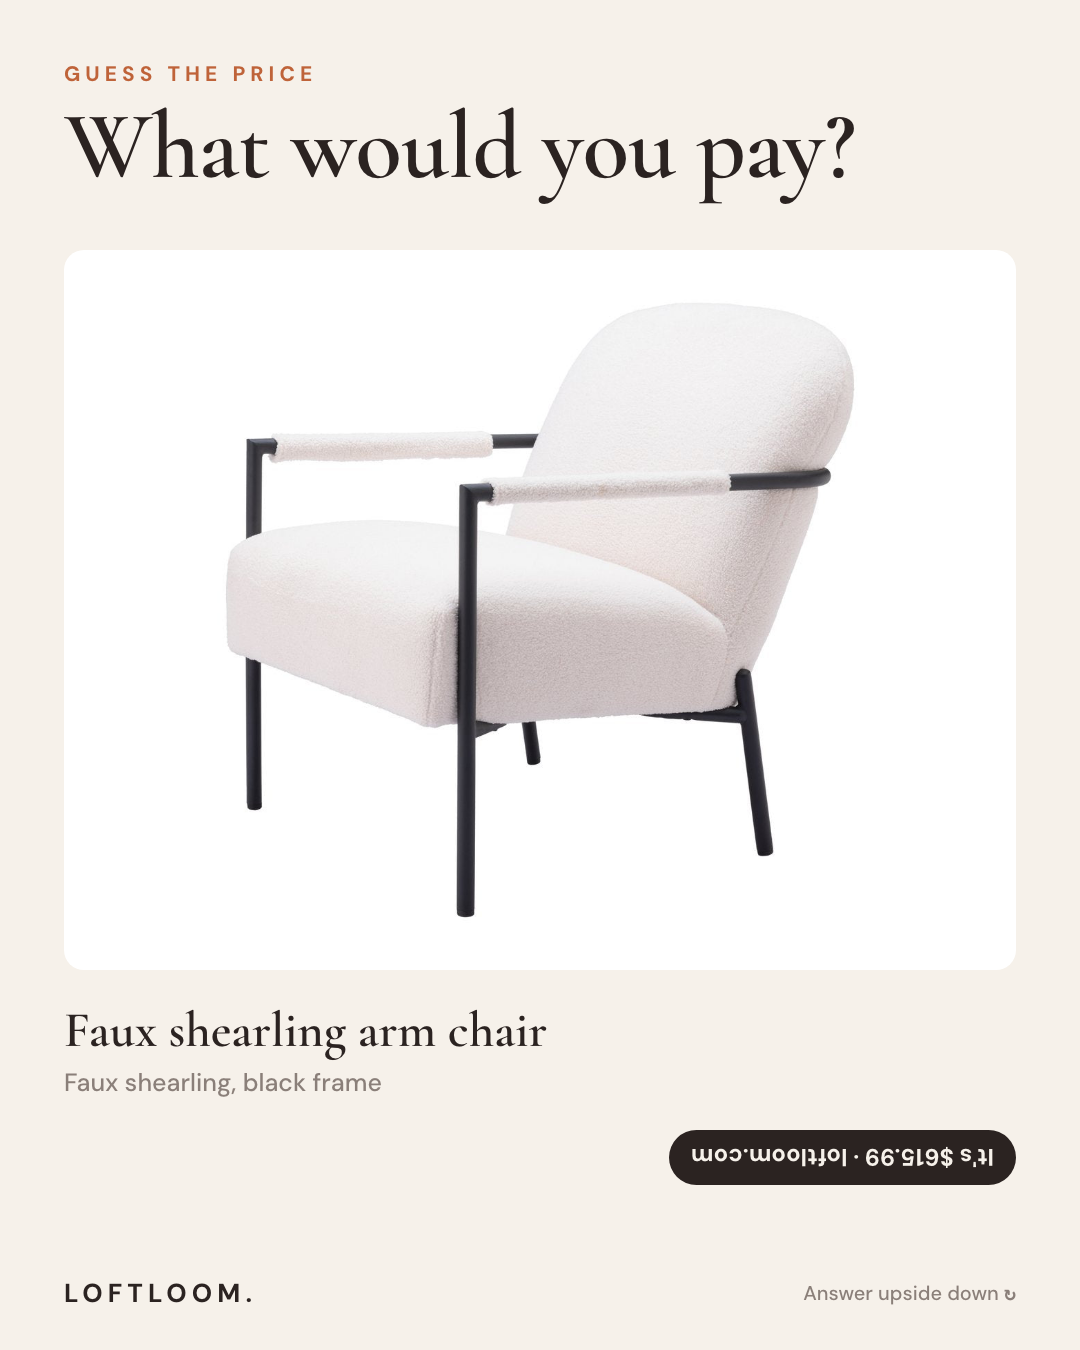 GUESS THE PRICE
What would you pay?
Faux shearling arm chair
Faux shearling, black frame
It's $615.99 · loftloom.com
LOFTLOOM.
Answer upside down ↻